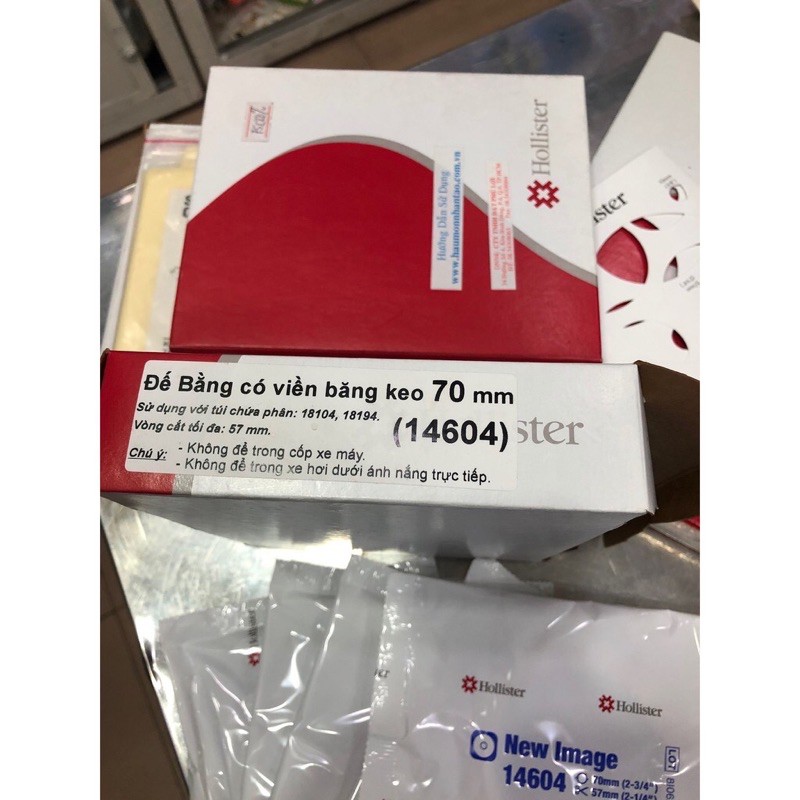 Hollister
Hướng Dẫn Sử Dụng
www.haumonnhantao.com.vn
ister
Đế Bằng có viền băng keo 70 mm
Sử dụng với túi chứa phân: 18104, 18194.
Vòng cắt tối đa: 57 mm.
(14604)
ster
Chú ý:
- Không để trong cốp xe máy.
- Không để trong xe hơi dưới ánh nắng trực tiếp.
Hollister
Hollister
New Image
14604
70mm (2-3/4")
57mm (2-1/4")
LOT